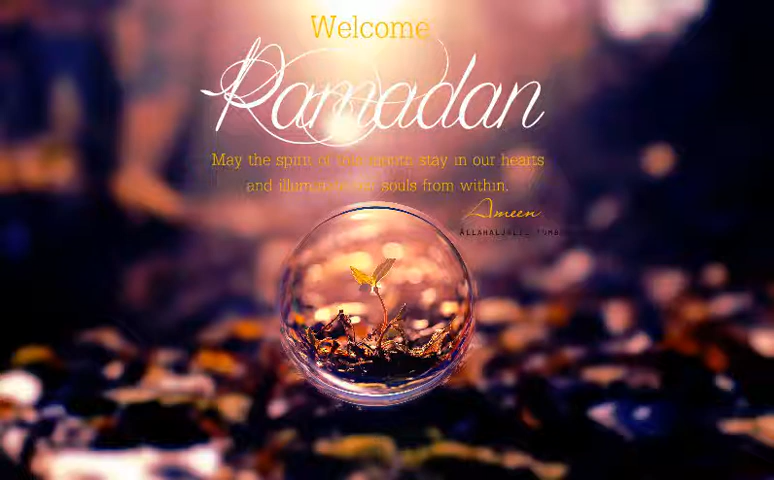 Welcome
Ramadan
May the spirit of this month stay in our hearts
and illuminate our souls from within.
Ameen